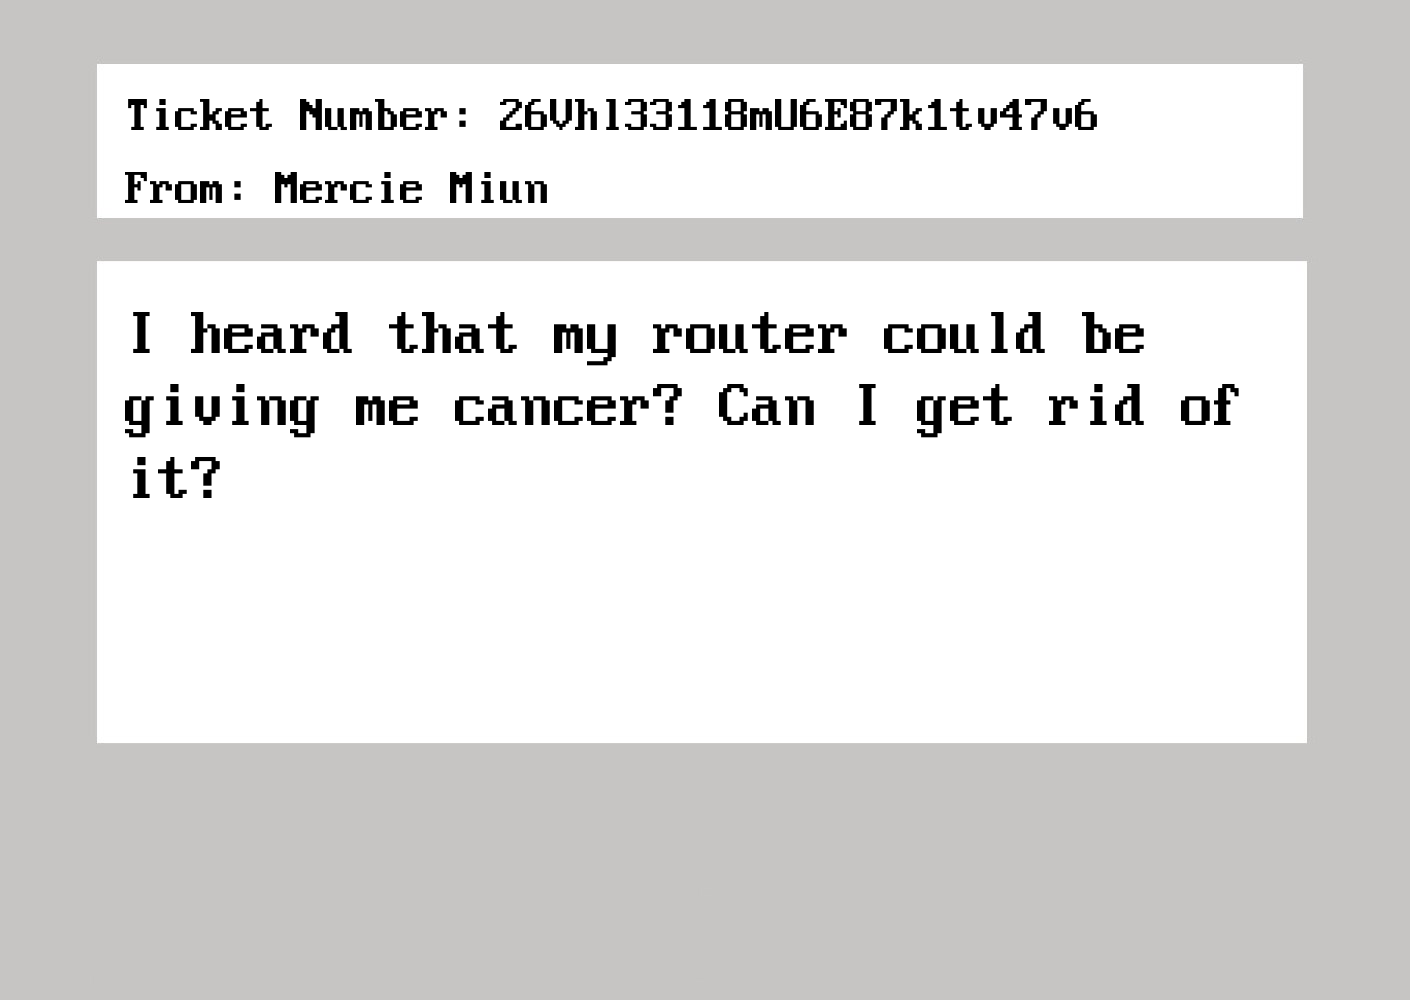 Ticket Number: 26Vhl33118mU6E87k1tv47v6
From: Mercie Miun
I heard that my router could be
giving me cancer? Can I get rid of
it?